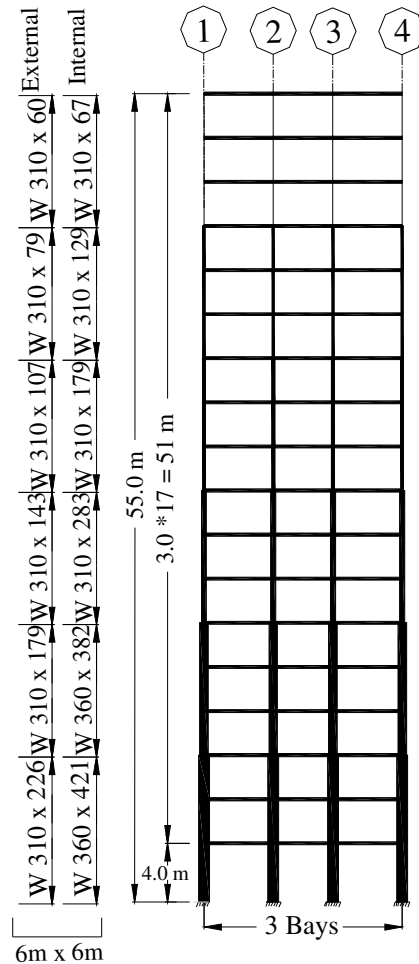 1 2 3 4
External
Internal
W 310 x 60
W 310 x 67
W 310 x 79
W 310 x 129
W 310 x 107
W 310 x 179
W 310 x 143
W 310 x 283
W 310 x 179
W 360 x 382
W 310 x 226
W 360 x 421
55.0 m
3.0 *17 = 51 m
4.0 m
3 Bays
6m x 6m